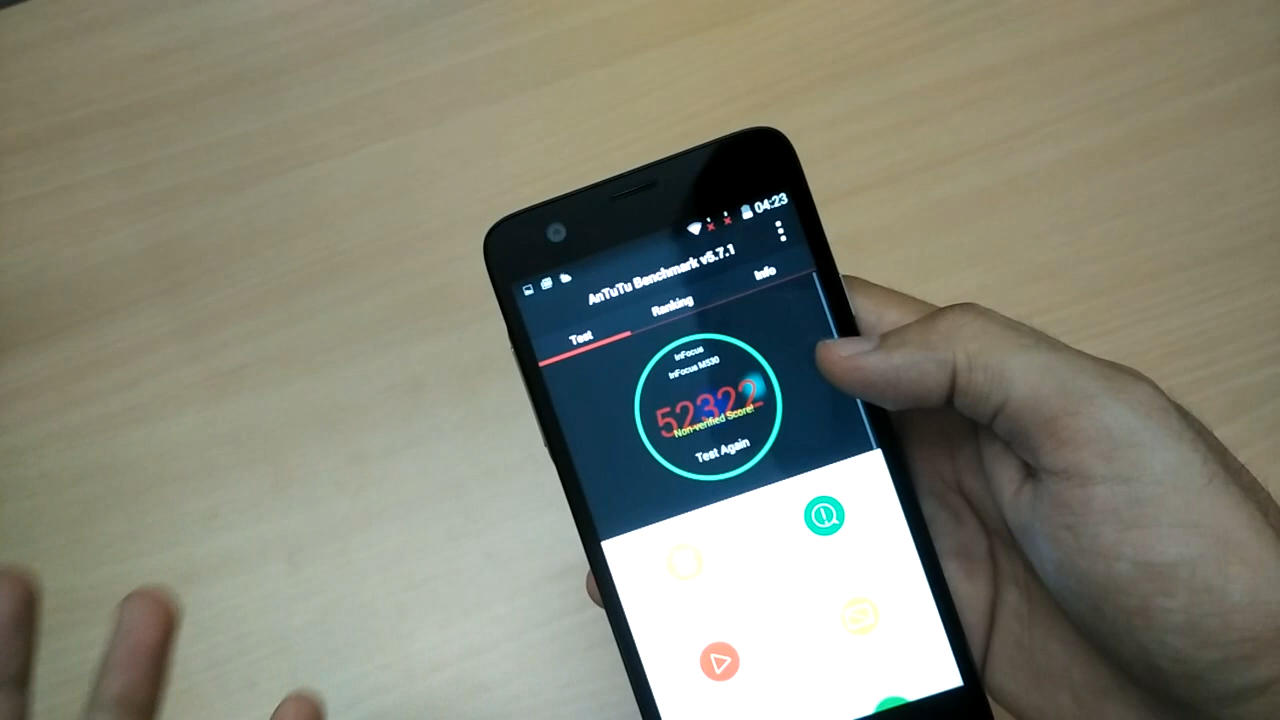 04:23
AnTuTu Benchmark v5.7.1
Test
Ranking
Info
InFocus
InFocus M530
52322
Non-verified Score!
Test Again